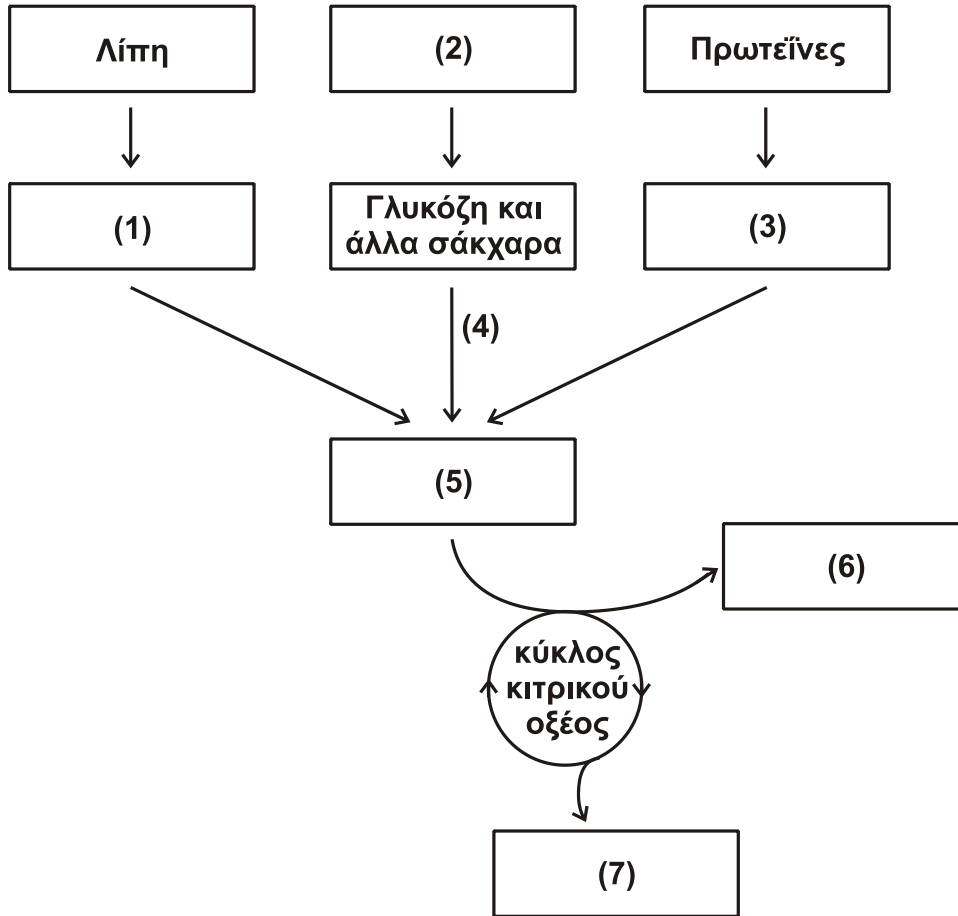 Λίπη
(2)
Πρωτεΐνες
(1)
Γλυκόζη και
άλλα σάκχαρα
(3)
(4)
(5)
(6)
κύκλος
κιτρικού
οξέος
(7)